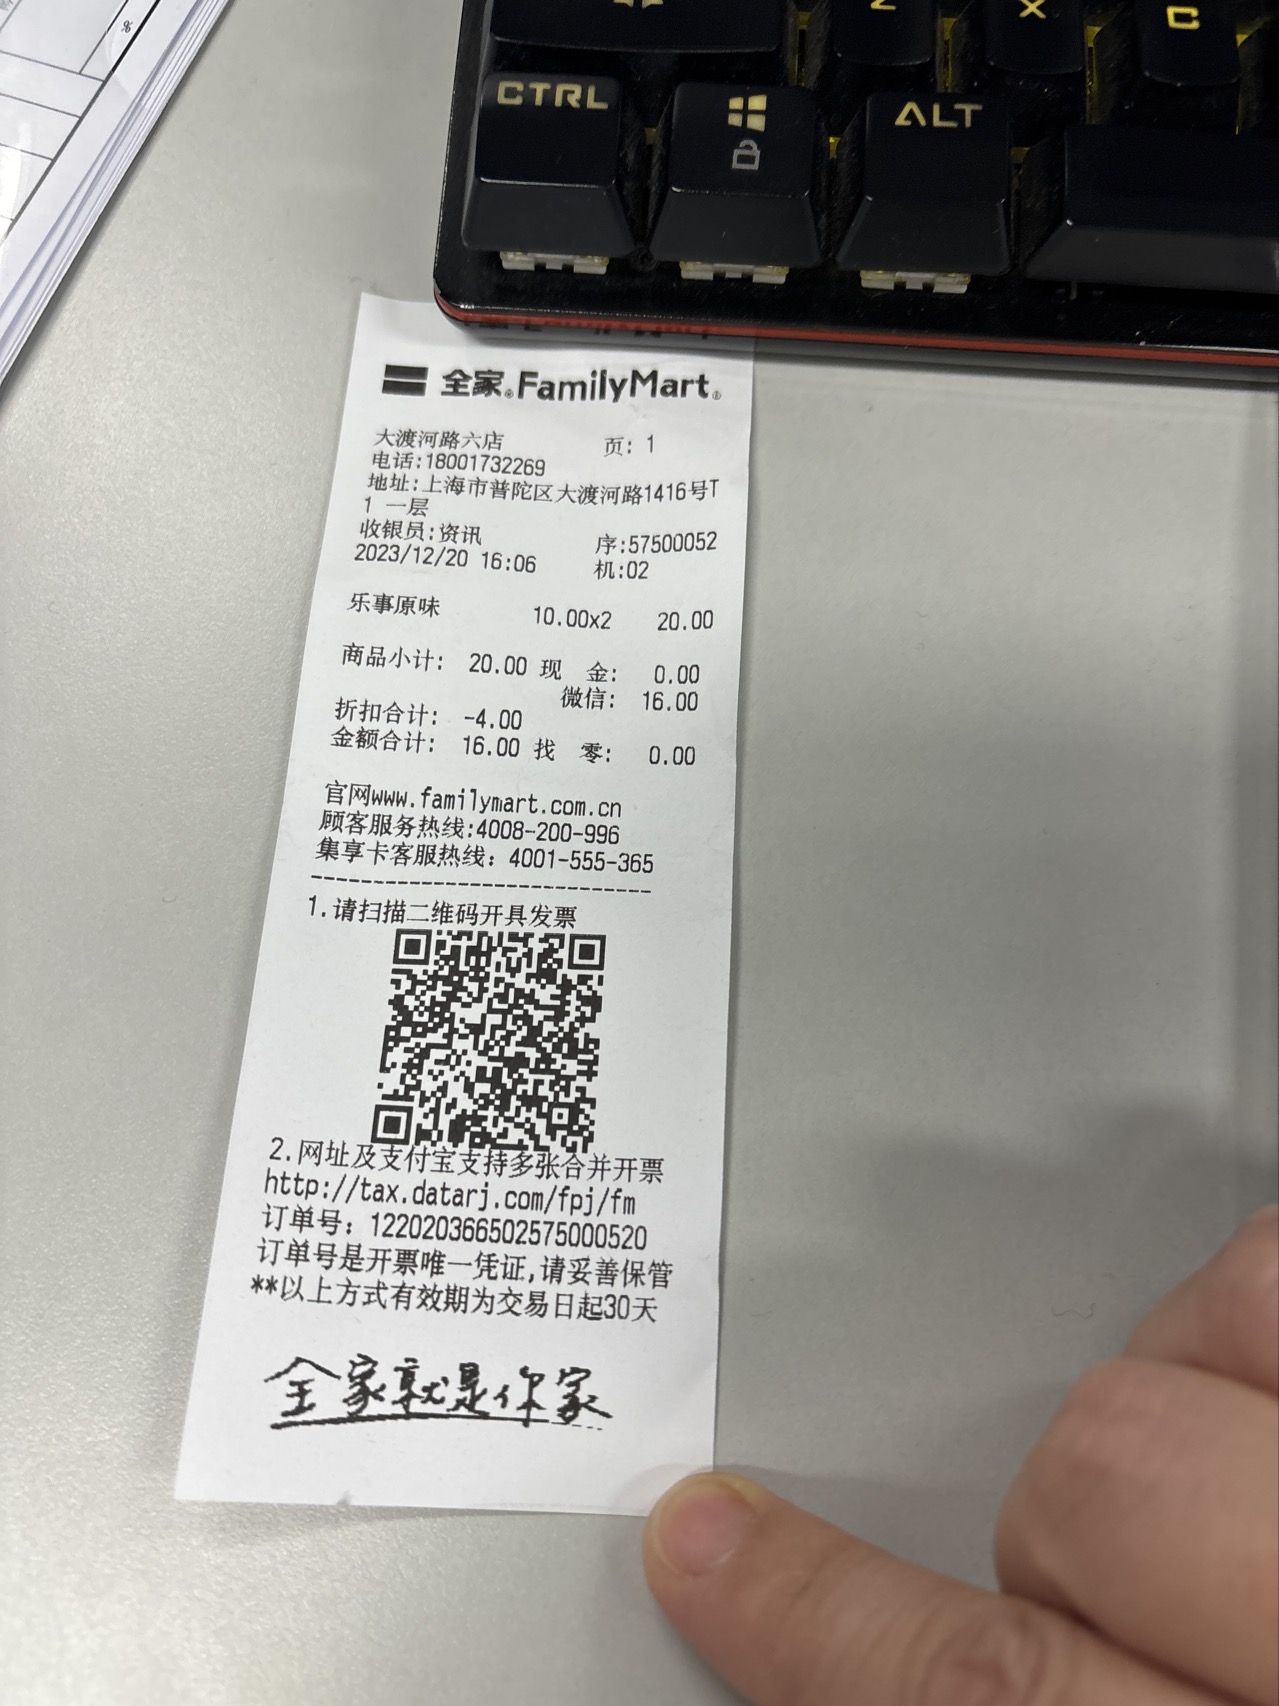 Z
X
C
CTRL
ALT
全家 FamilyMart
大渡河路六店 页: 1
电话:18001732269
地址:上海市普陀区大渡河路1416号T
1 一层
收银员:资讯 序:57500052
2023/12/20 16:06 机:02
乐事原味 10.00x2 20.00
商品小计: 20.00 现 金: 0.00
微信: 16.00
折扣合计: -4.00
金额合计: 16.00 找 零: 0.00
官网www.familymart.com.cn
顾客服务热线:4008-200-996
集享卡客服热线: 4001-555-365
1.请扫描二维码开具发票
2.网址及支付宝支持多张合并开票
http://tax.datarj.com/fpj/fm
订单号: 122020366502575000520
订单号是开票唯一凭证,请妥善保管
**以上方式有效期为交易日起30天
全家就是你家